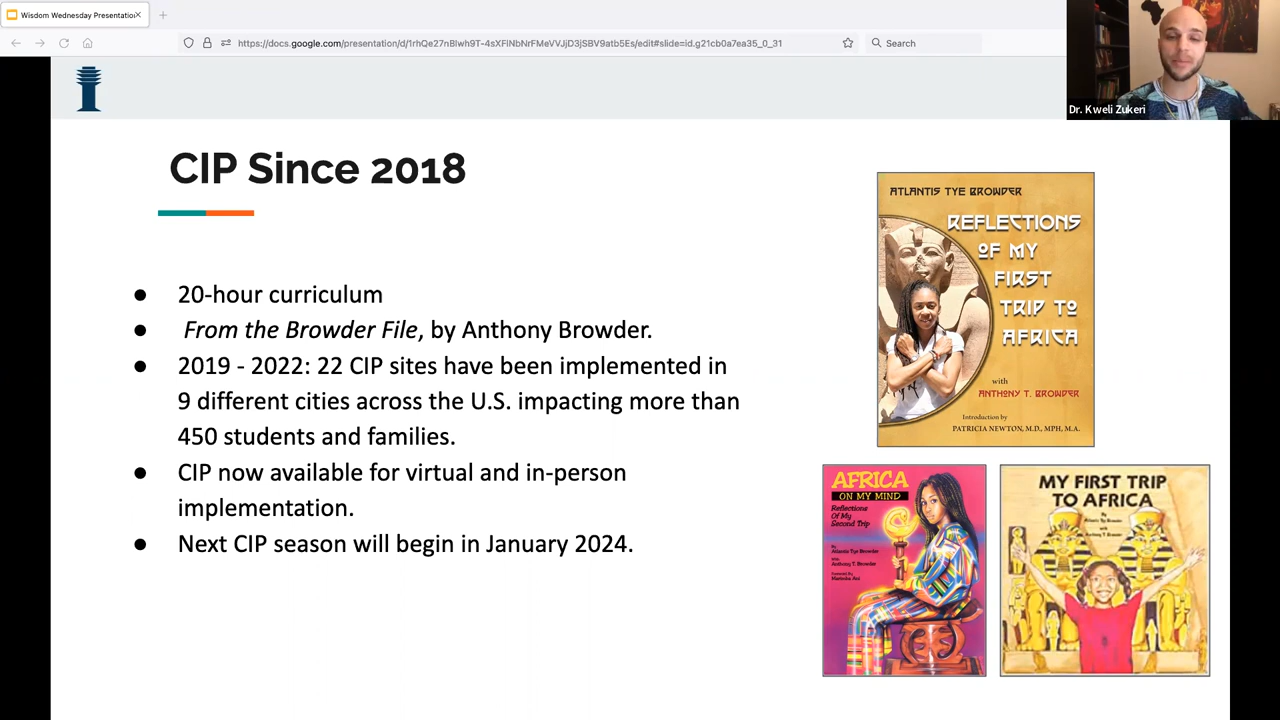 Wisdom Wednesday Presentation
https://docs.google.com/presentation/d/1rhQe27nBlwh9T-4sXFlNbNrFMeVVJjD3jSBV9atb5Es/edit#slide=id.g21cb0a7ea35_0_31
Search
Dr. Kweli Zukeri
CIP Since 2018
● 20-hour curriculum
● From the Browder File, by Anthony Browder.
● 2019 - 2022: 22 CIP sites have been implemented in
9 different cities across the U.S. impacting more than
450 students and families.
● CIP now available for virtual and in-person
implementation.
● Next CIP season will begin in January 2024.
ATLANTIS TYE BROWDER
REFLECTIONS
OF MY
FIRST
TRIP TO
AFRICA
with
ANTHONY T. BROWDER
Introduction by
PATRICIA NEWTON, M.D., MPH, M.A.
AFRICA
ON MY MIND
Reflections
Of My
Second Trip
By
Atlantis Tye Browder
With
Anthony T. Browder
Foreword By
Marimba Ani
MY FIRST TRIP
TO AFRICA
By
Atlantis Tye Browder
with
Anthony T. Browder